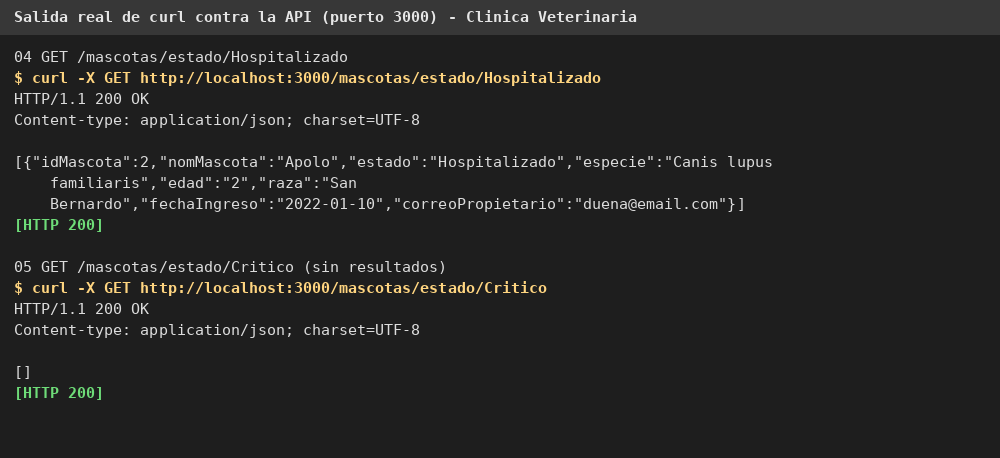 Salida real de curl contra la API (puerto 3000) - Clinica Veterinaria
04 GET /mascotas/estado/Hospitalizado
$ curl -X GET http://localhost:3000/mascotas/estado/Hospitalizado
HTTP/1.1 200 OK
Content-type: application/json; charset=UTF-8
[{"idMascota":2,"nomMascota":"Apolo","estado":"Hospitalizado","especie":"Canis lupus
familiaris","edad":"2","raza":"San
Bernardo","fechaIngreso":"2022-01-10","correoPropietario":"duena@email.com"}]
[HTTP 200]
05 GET /mascotas/estado/Critico (sin resultados)
$ curl -X GET http://localhost:3000/mascotas/estado/Critico
HTTP/1.1 200 OK
Content-type: application/json; charset=UTF-8
[]
[HTTP 200]